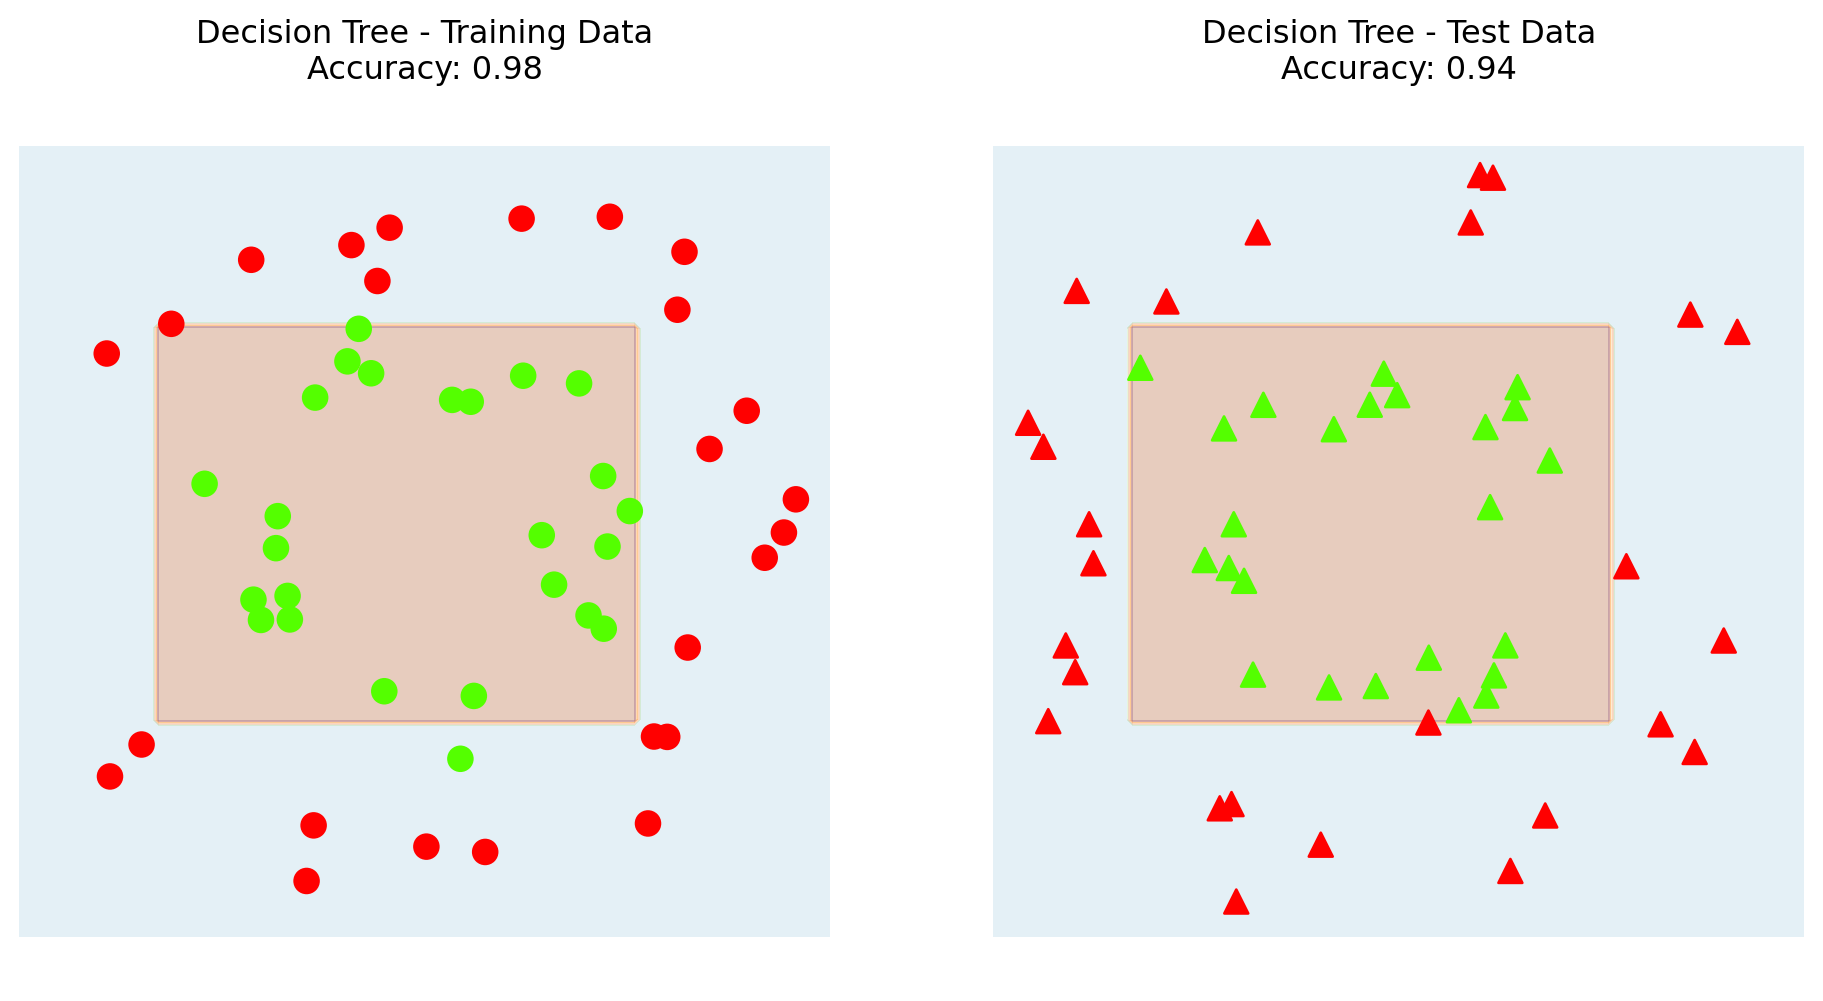 Decision Tree - Training Data
Accuracy: 0.98
Decision Tree - Test Data
Accuracy: 0.94